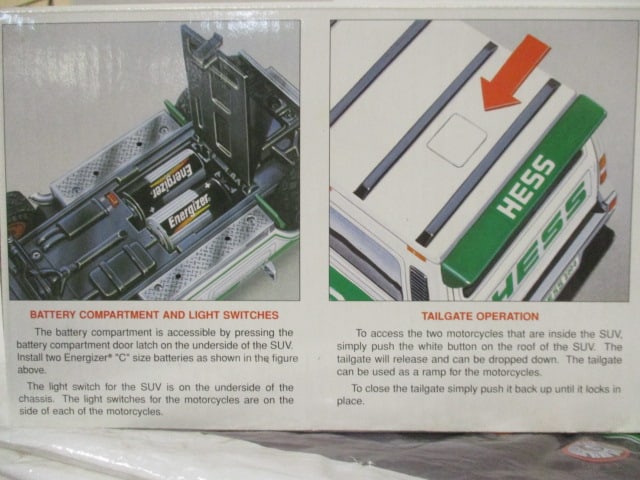 Energizer
Energizer
HESS
HESS
BATTERY COMPARTMENT AND LIGHT SWITCHES
The battery compartment is accessible by pressing the
battery compartment door latch on the underside of the SUV.
Install two Energizer® "C" size batteries as shown in the figure
above.
The light switch for the SUV is on the underside of the
chassis. The light switches for the motorcycles are on the
side of each of the motorcycles.
TAILGATE OPERATION
To access the two motorcycles that are inside the SUV,
simply push the white button on the roof of the SUV. The
tailgate will release and can be dropped down. The tailgate
can be used as a ramp for the motorcycles.
To close the tailgate simply push it back up until it locks in
place.